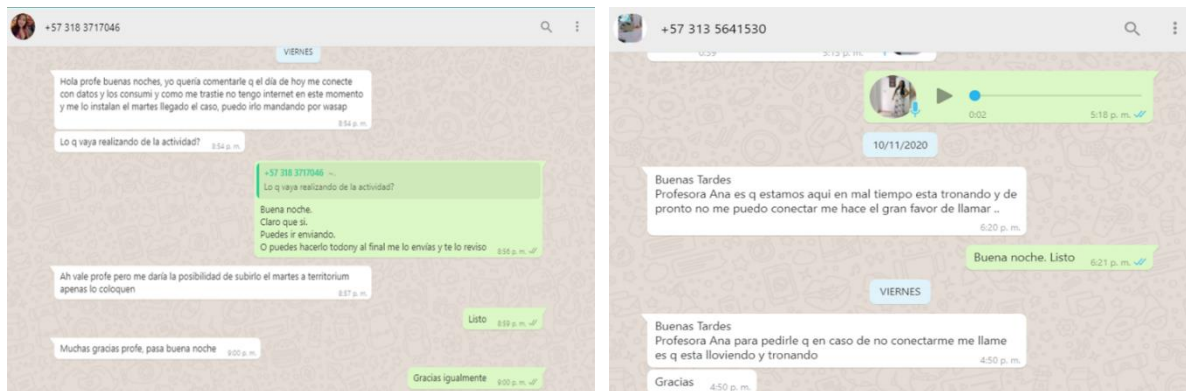 +57 318 3717046
VIERNES
Hola profe buenas noches, yo quería comentarle q el día de hoy me conecte
con datos y los consumi y como me trastie no tengo internet en este momento
y me lo instalan el martes llegado el caso, puedo irlo mandando por wasap
8:54 p. m.
Lo q vaya realizando de la actividad?
8:54 p. m.
+57 318 3717046 ~.
Lo q vaya realizando de la actividad?
Buena noche.
Claro que si.
Puedes ir enviando.
O puedes hacerlo todony al final me lo envías y te lo reviso
8:56 p. m.
Ah vale profe pero me daría la posibilidad de subirlo el martes a territorium
apenas lo coloquen
8:57 p. m.
Listo
8:59 p. m.
Muchas gracias profe, pasa buena noche
9:00 p. m.
Gracias igualmente
9:00 p. m.
+57 313 5641530
0:59
5:15 p. m.
0:02
5:18 p. m.
10/11/2020
Buenas Tardes
Profesora Ana es q estamos aqui en mal tiempo esta tronando y de
pronto no me puedo conectar me hace el gran favor de llamar ..
6:20 p. m.
Buena noche. Listo
6:21 p. m.
VIERNES
Buenas Tardes
Profesora Ana para pedirle q en caso de no conectarme me llame
es q esta lloviendo y tronando
4:50 p. m.
Gracias
4:50 p. m.